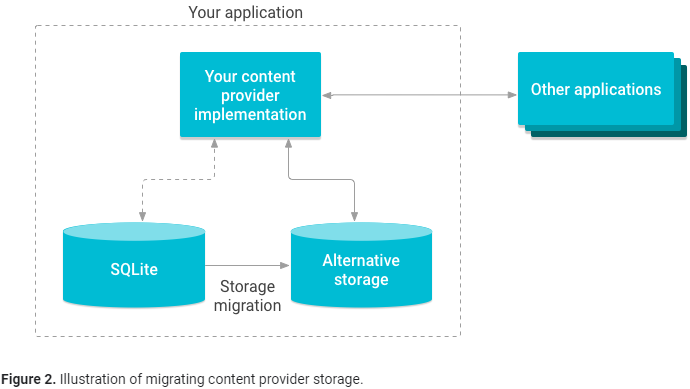 Your application
Your content
provider
implementation
Other applications
SQLite
Alternative
storage
Storage
migration
Figure 2. Illustration of migrating content provider storage.